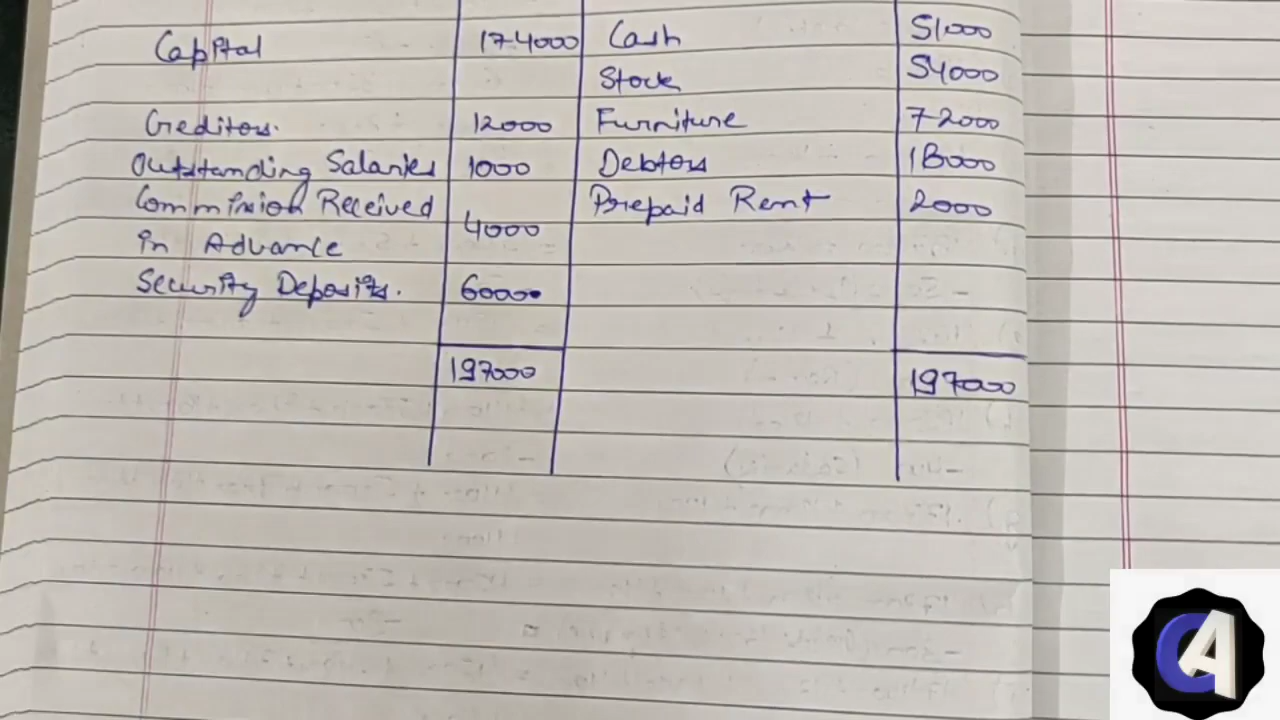 Capital 174000 Cash 51000
Stock 54000
Creditors. 12000 Furniture 72000
Outstanding Salaries 1000 Debtors 18000
Commission Received Prepaid Rent 2000
in Advance 4000
Security Deposits. 6000
197000 197000
CA